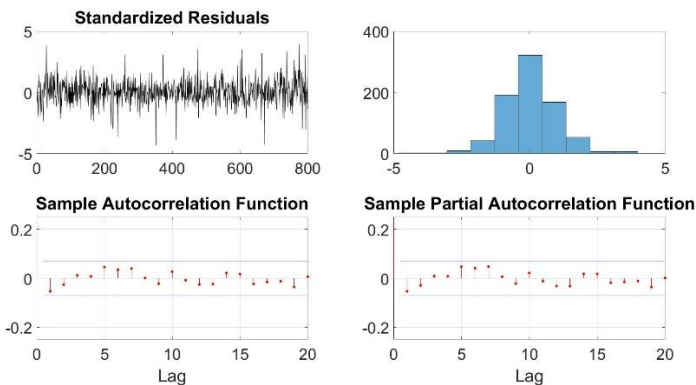 Standardized Residuals
5
0
-5
0 200 400 600 800
400
200
0
-5 0 5
Sample Autocorrelation Function
0.2
0
-0.2
0 5 10 15 20
Lag
Sample Partial Autocorrelation Function
0.2
0
-0.2
0 5 10 15 20
Lag